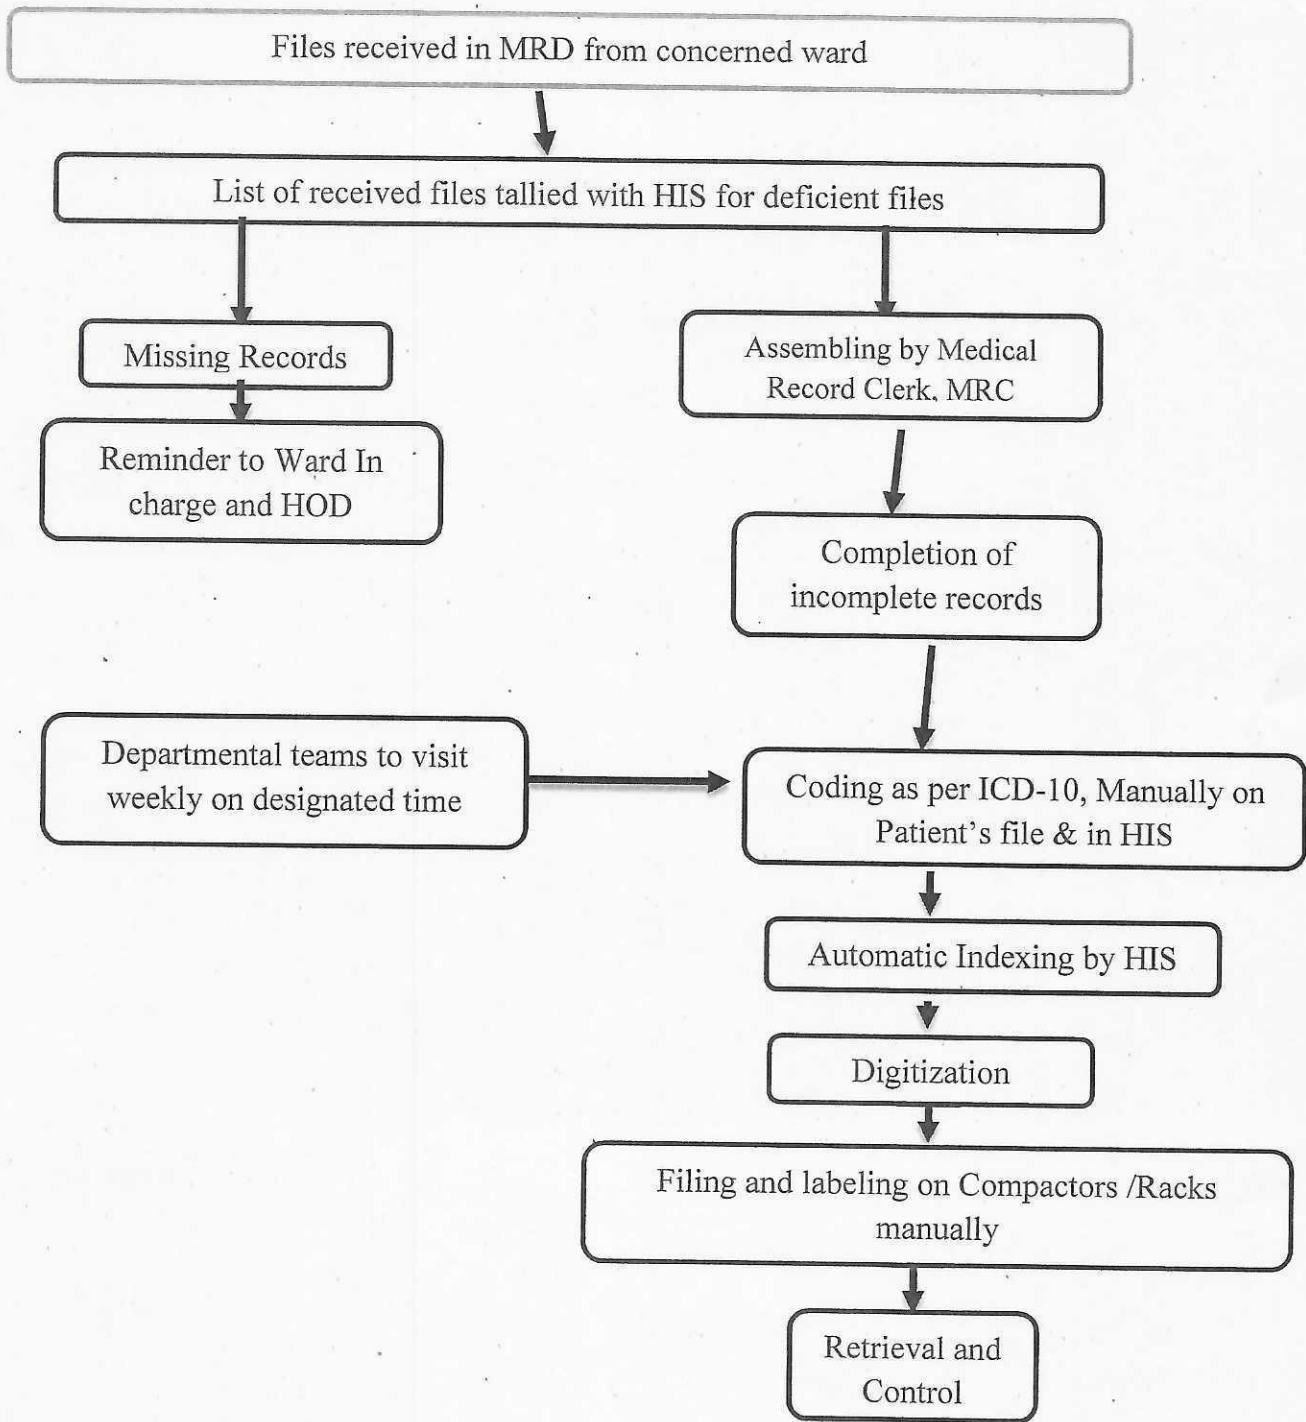 Files received in MRD from concerned ward
List of received files tallied with HIS for deficient files
Missing Records
Assembling by Medical
Record Clerk, MRC
Reminder to Ward In
charge and HOD
Completion of
incomplete records
Departmental teams to visit
weekly on designated time
Coding as per ICD-10, Manually on
Patient's file & in HIS
Automatic Indexing by HIS
Digitization
Filing and labeling on Compactors /Racks
manually
Retrieval and
Control